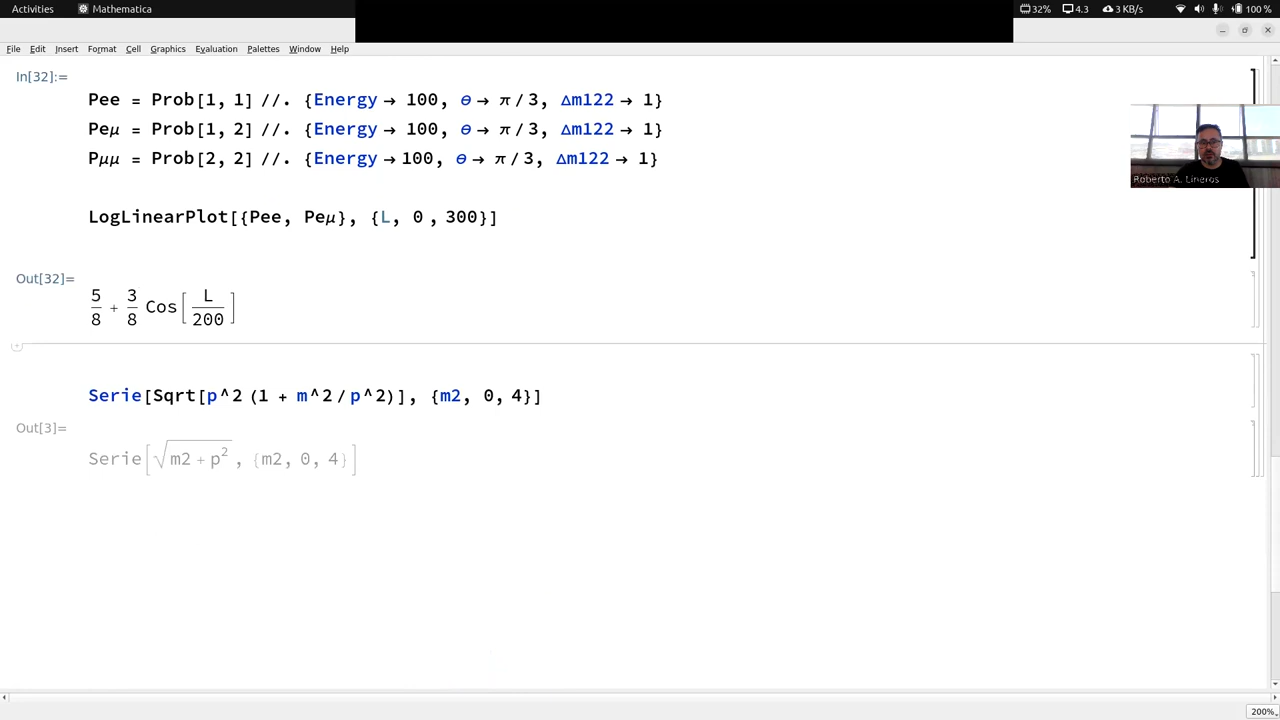 Activities Mathematica 32% 4.3 3 KB/s 100 %
File Edit Insert Format Cell Graphics Evaluation Palettes Window Help
In[32]:=
Pee = Prob[1, 1] //. {Energy → 100, ϴ → π / 3, Δm122 → 1}
Peμ = Prob[1, 2] //. {Energy → 100, ϴ → π / 3, Δm122 → 1}
Pμμ = Prob[2, 2] //. {Energy → 100, ϴ → π / 3, Δm122 → 1}
Roberto A. Lineros
LogLinearPlot[{Pee, Peμ}, {L, 0 , 300}]
Out[32]=
5/8 + 3/8 Cos[L/200]
Serie[Sqrt[p^2 (1 + m^2 / p^2)], {m2, 0, 4}]
Out[3]=
Serie[√(m2 + p²), {m2, 0, 4}]
200%